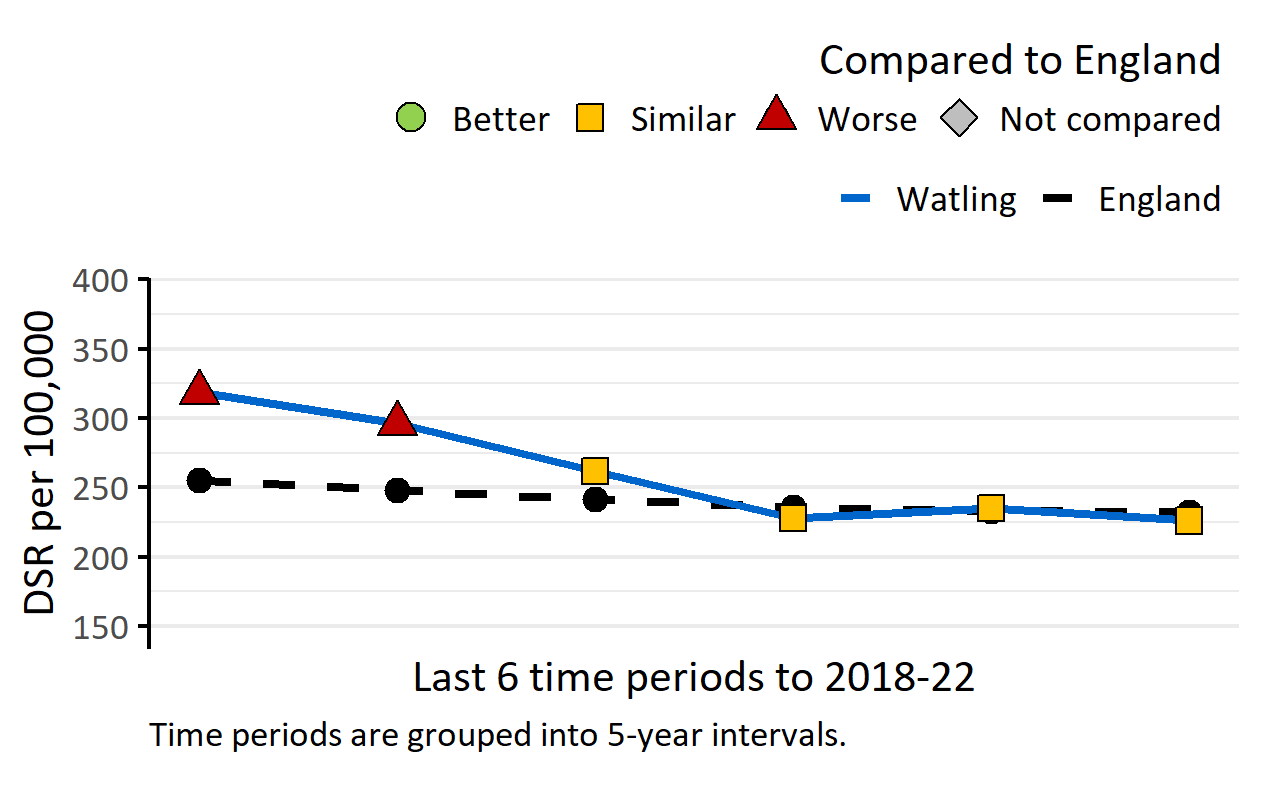 Compared to England
Better Similar Worse Not compared
Watling England
400
350
300
250
200
150
DSR per 100,000
Last 6 time periods to 2018-22
Time periods are grouped into 5-year intervals.